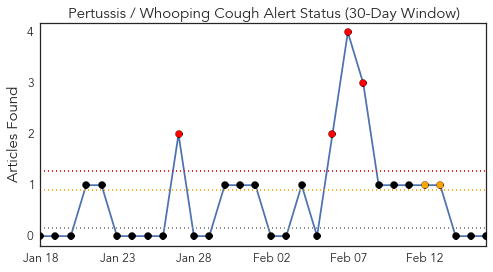 Pertussis / Whooping Cough Alert Status (30-Day Window)
Articles Found
4
3
2
1
0
Jan 18 Jan 23 Jan 28 Feb 02 Feb 07 Feb 12